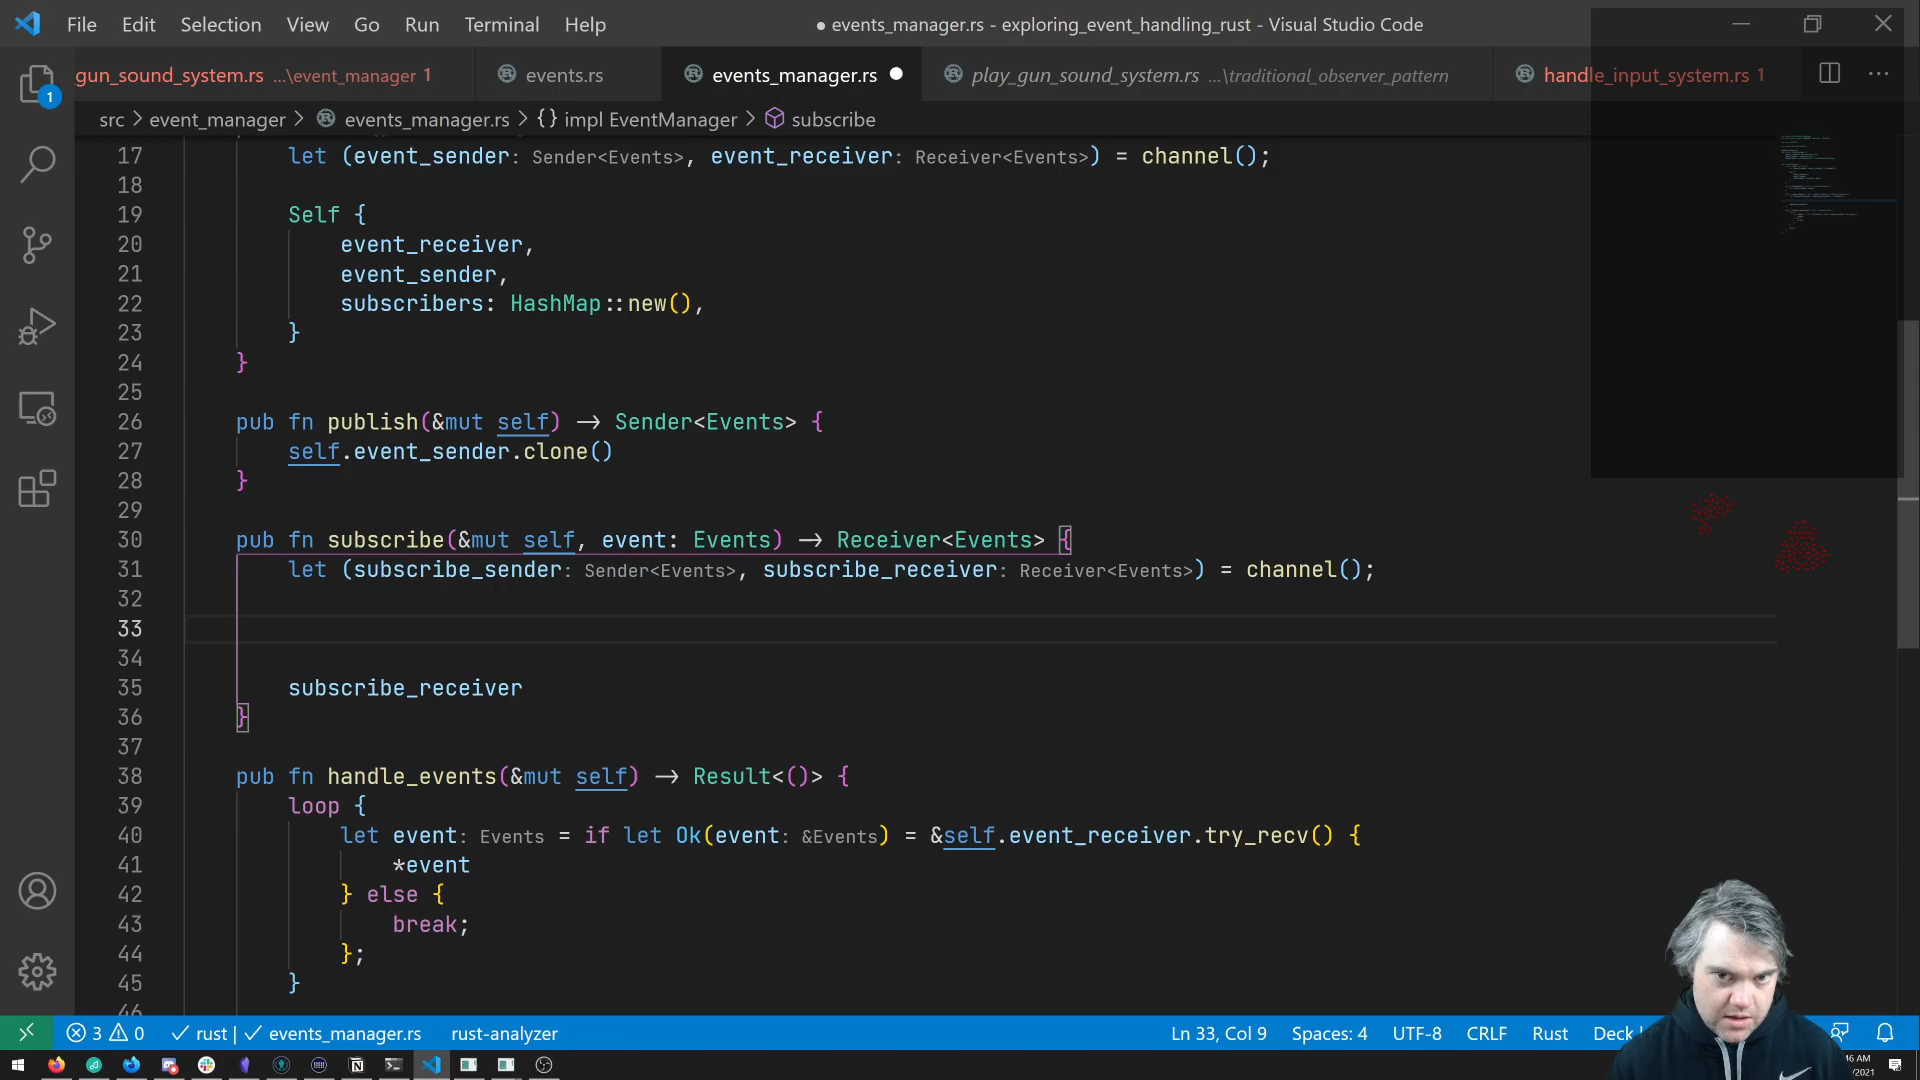 File Edit Selection View Go Run Terminal Help ● events_manager.rs - exploring_event_handling_rust - Visual Studio Code
gun_sound_system.rs ...\event_manager 1 events.rs events_manager.rs play_gun_sound_system.rs ...\traditional_observer_pattern handle_input_system.rs 1
src > event_manager > events_manager.rs > {} impl EventManager > subscribe
1
17 let (event_sender: Sender<Events>, event_receiver: Receiver<Events>) = channel();
18
19 Self {
20 event_receiver,
21 event_sender,
22 subscribers: HashMap::new(),
23 }
24 }
25
26 pub fn publish(&mut self) -> Sender<Events> {
27 self.event_sender.clone()
28 }
29
30 pub fn subscribe(&mut self, event: Events) -> Receiver<Events> {
31 let (subscribe_sender: Sender<Events>, subscribe_receiver: Receiver<Events>) = channel();
32
33
34
35 subscribe_receiver
36 }
37
38 pub fn handle_events(&mut self) -> Result<()> {
39 loop {
40 let event: Events = if let Ok(event: &Events) = &self.event_receiver.try_recv() {
41 *event
42 } else {
43 break;
44 };
45 }
46
3 0 rust | events_manager.rs rust-analyzer Ln 33, Col 9 Spaces: 4 UTF-8 CRLF Rust Deck
46 AM
/2021